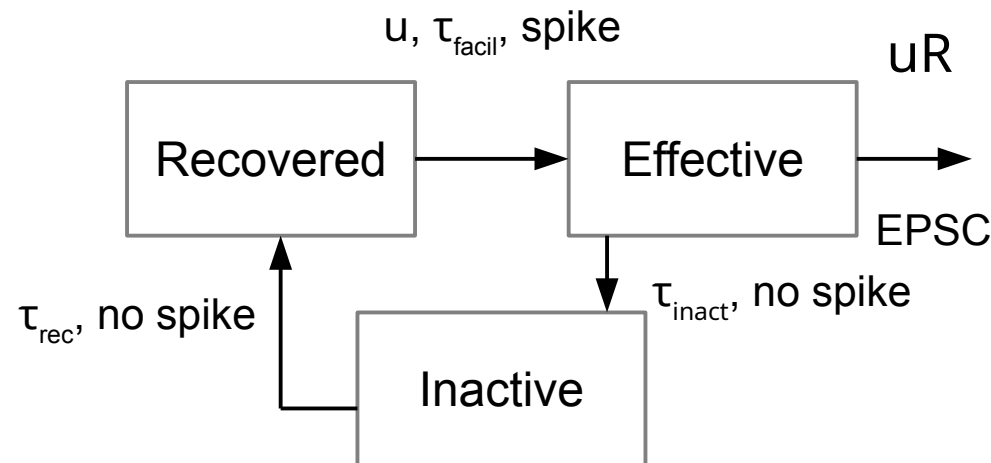 u, τfacil, spike
uR
Recovered
Effective
EPSC
τrec, no spike
τinact, no spike
Inactive